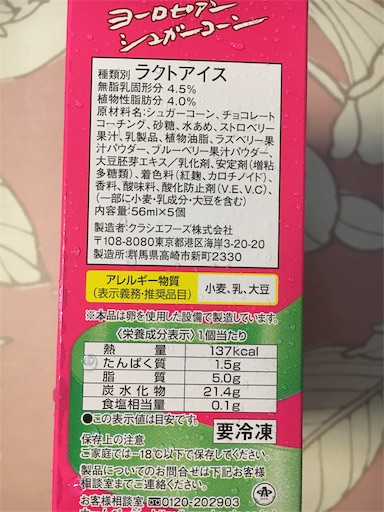 ヨーロピアン
シュガーコーン
種類別 ラクトアイス
無脂乳固形分 4.5%
植物性脂肪分 4.0%
原材料名:シュガーコーン、チョコレート
コーチング、砂糖、水あめ、ストロベリー
果汁、乳製品、植物油脂、ラズベリー果
汁パウダー、ブルーベリー果汁パウダー、
大豆胚芽エキス/乳化剤、安定剤(増粘
多糖類)、着色料(紅麹、カロチノイド)、
香料、酸味料、酸化防止剤(V.E、V.C)、
(一部に小麦・乳成分・大豆を含む)
内容量:56ml×5個
製造者:クラシエフーズ株式会社
〒108-8080東京都港区海岸3-20-20
製造所:群馬県高崎市新町2330
アレルギー物質
(表示義務・推奨品目)
小麦、乳、大豆
※本品は卵を使用した設備で製造しています。
<栄養成分表示>1個当たり
熱量 137kcal
たんぱく質 1.5g
脂質 5.0g
炭水化物 21.4g
食塩相当量 0.1g
●この表示値は目安です。
要冷凍
保存上の注意
ご家庭では-18℃以下で保存してください。
製品についてのお問合せは下記お客様
相談室までご連絡ください。
お客様相談室 0120-202903